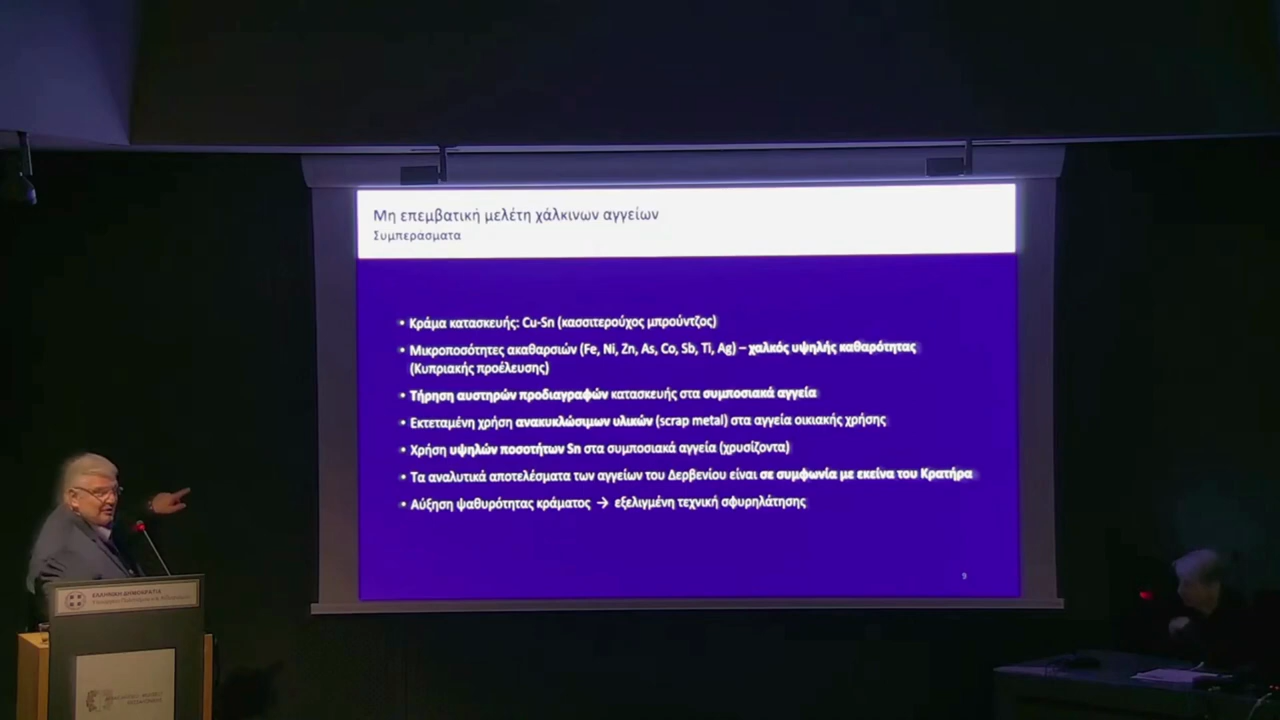 Μη επεμβατική μελέτη χάλκινων αγγείων
Συμπεράσματα
• Κράμα κατασκευής: Cu-Sn (κασσιτερούχος μπρούντζος)
• Μικροποσότητες ακαθαρσιών (Fe, Ni, Zn, As, Co, Sb, Ti, Ag) – χαλκός υψηλής καθαρότητας
(Κυπριακής προέλευσης)
• Τήρηση αυστηρών προδιαγραφών κατασκευής στα συμποσιακά αγγεία
• Εκτεταμένη χρήση ανακυκλώσιμων υλικών (scrap metal) στα αγγεία οικιακής χρήσης
• Χρήση υψηλών ποσοτήτων Sn στα συμποσιακά αγγεία (χρυσίζοντα)
• Τα αναλυτικά αποτελέσματα των αγγείων του Δερβενίου είναι σε συμφωνία με εκείνα του Κρατήρα
• Αύξηση ψαθυρότητας κράματος → εξελιγμένη τεχνική σφυρηλάτησης
9
ΕΛΛΗΝΙΚΗ ΔΗΜΟΚΡΑΤΙΑ